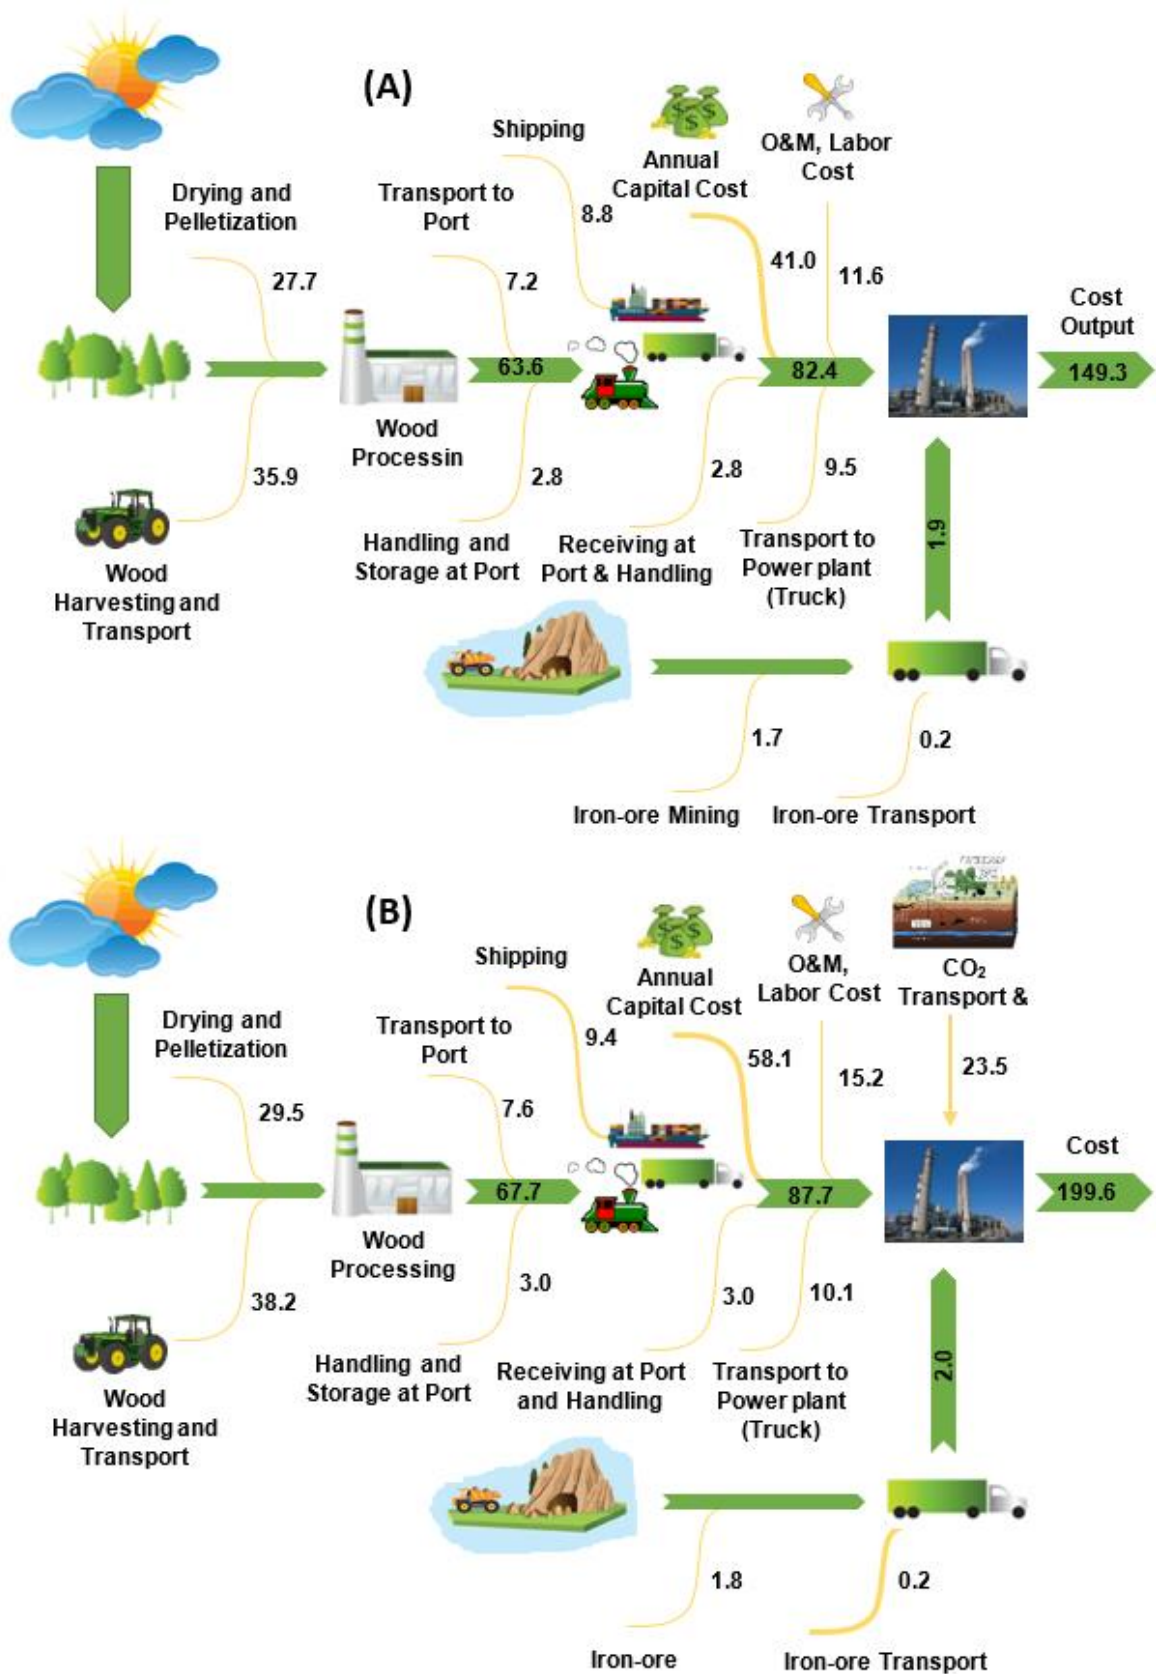 (A)
Shipping
O&M, Labor
Cost
Annual
Capital Cost
Drying and
Pelletization
Transport to
Port
8.8
41.0
11.6
27.7
7.2
Cost
Output
63.6
82.4
149.3
Wood
Processin
35.9
2.8
2.8
9.5
1.9
Handling and
Storage at Port
Receiving at
Port & Handling
Transport to
Power plant
(Truck)
Wood
Harvesting and
Transport
1.7
0.2
Iron-ore Mining
Iron-ore Transport
(B)
Shipping
Annual
Capital Cost
O&M,
Labor Cost
CO₂
Transport &
Drying and
Pelletization
Transport to
Port
9.4
58.1
15.2
23.5
29.5
7.6
Cost
67.7
87.7
199.6
Wood
Processing
38.2
3.0
3.0
10.1
2.0
Handling and
Storage at Port
Receiving at Port
and Handling
Transport to
Power plant
(Truck)
Wood
Harvesting and
Transport
1.8
0.2
Iron-ore
Iron-ore Transport